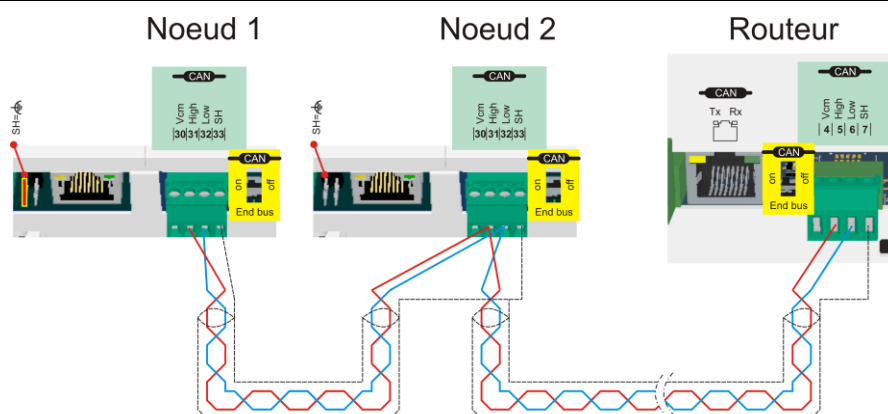 Noeud 1
Noeud 2
Routeur
SH=
CAN
Vcm High Low SH
30 31 32 33
CAN
on off
End bus
SH=
CAN
Vcm High Low SH
30 31 32 33
CAN
on off
End bus
CAN
Tx Rx
CAN
Vcm High Low SH
4 5 6 7
CAN
on off
End bus